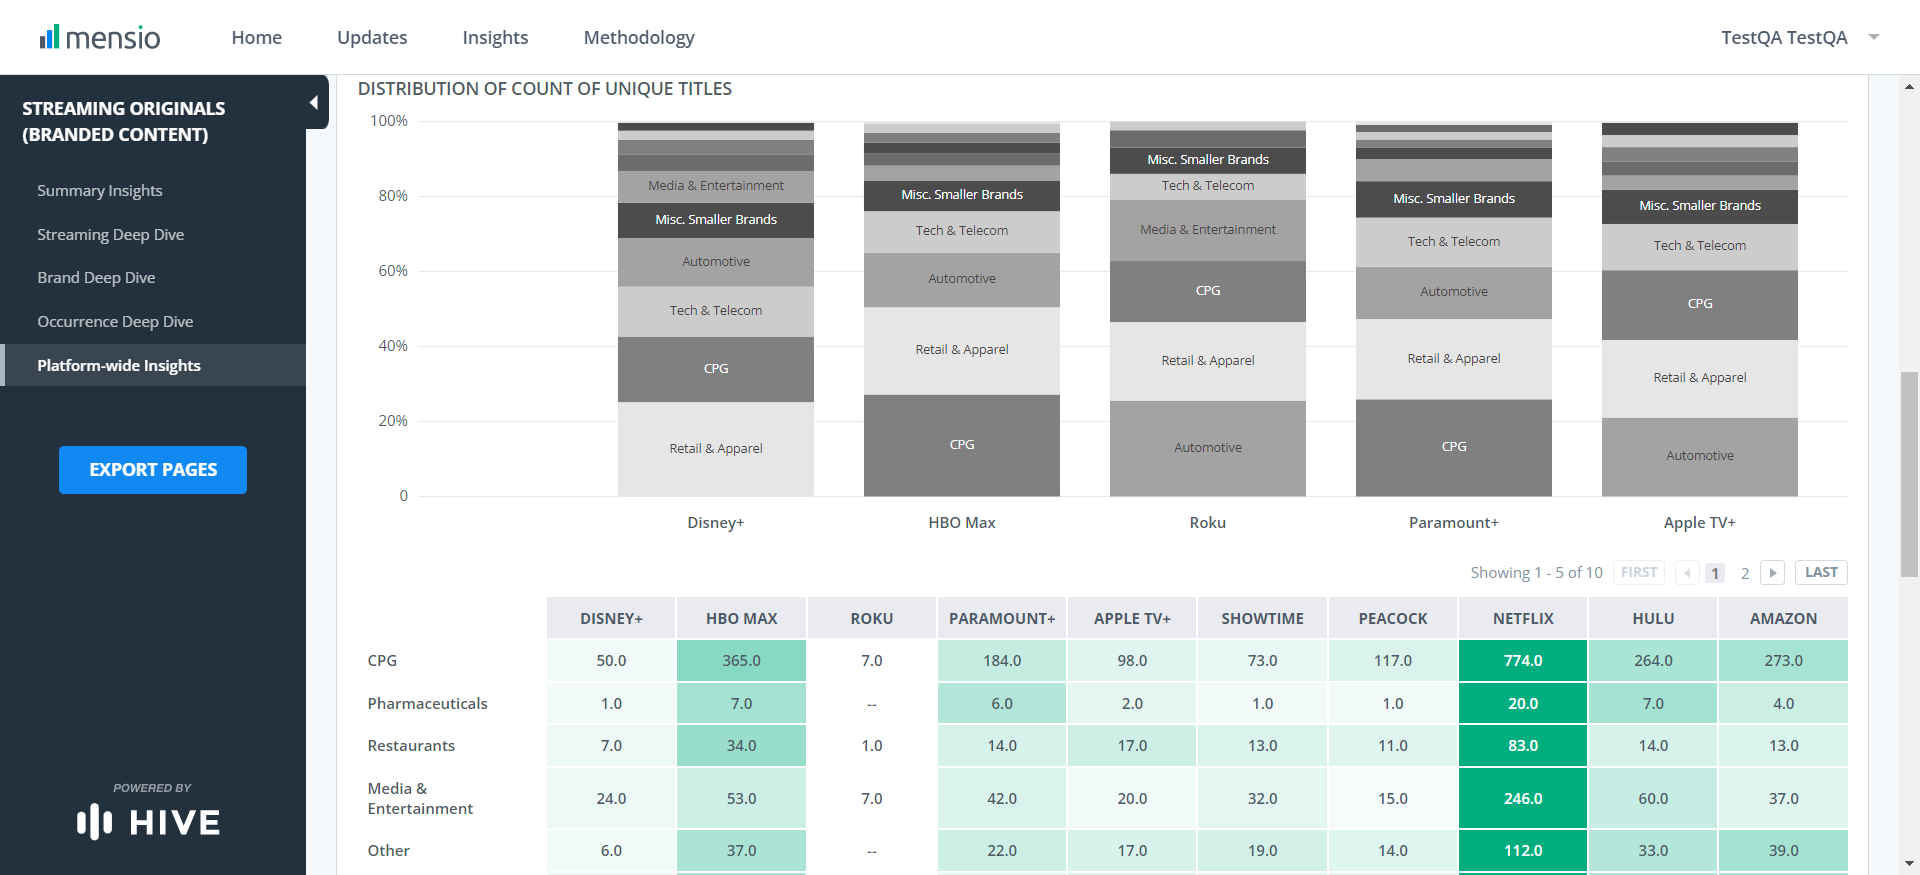 mensio
Home
Updates
Insights
Methodology
TestQA TestQA
STREAMING ORIGINALS
(BRANDED CONTENT)
Summary Insights
Streaming Deep Dive
Brand Deep Dive
Occurrence Deep Dive
Platform-wide Insights
EXPORT PAGES
POWERED BY
HIVE
DISTRIBUTION OF COUNT OF UNIQUE TITLES
100%
80%
60%
40%
20%
0
Media & Entertainment
Misc. Smaller Brands
Automotive
Tech & Telecom
CPG
Retail & Apparel
Disney+
Misc. Smaller Brands
Tech & Telecom
Automotive
Retail & Apparel
CPG
HBO Max
Misc. Smaller Brands
Tech & Telecom
Media & Entertainment
CPG
Retail & Apparel
Automotive
Roku
Misc. Smaller Brands
Tech & Telecom
Automotive
Retail & Apparel
CPG
Paramount+
Misc. Smaller Brands
Tech & Telecom
CPG
Retail & Apparel
Automotive
Apple TV+
Showing 1 - 5 of 10 FIRST 1 2 LAST
DISNEY+ HBO MAX ROKU PARAMOUNT+ APPLE TV+ SHOWTIME PEACOCK NETFLIX HULU AMAZON
CPG 50.0 365.0 7.0 184.0 98.0 73.0 117.0 774.0 264.0 273.0
Pharmaceuticals 1.0 7.0 -- 6.0 2.0 1.0 1.0 20.0 7.0 4.0
Restaurants 7.0 34.0 1.0 14.0 17.0 13.0 11.0 83.0 14.0 13.0
Media &
Entertainment 24.0 53.0 7.0 42.0 20.0 32.0 15.0 246.0 60.0 37.0
Other 6.0 37.0 -- 22.0 17.0 19.0 14.0 112.0 33.0 39.0